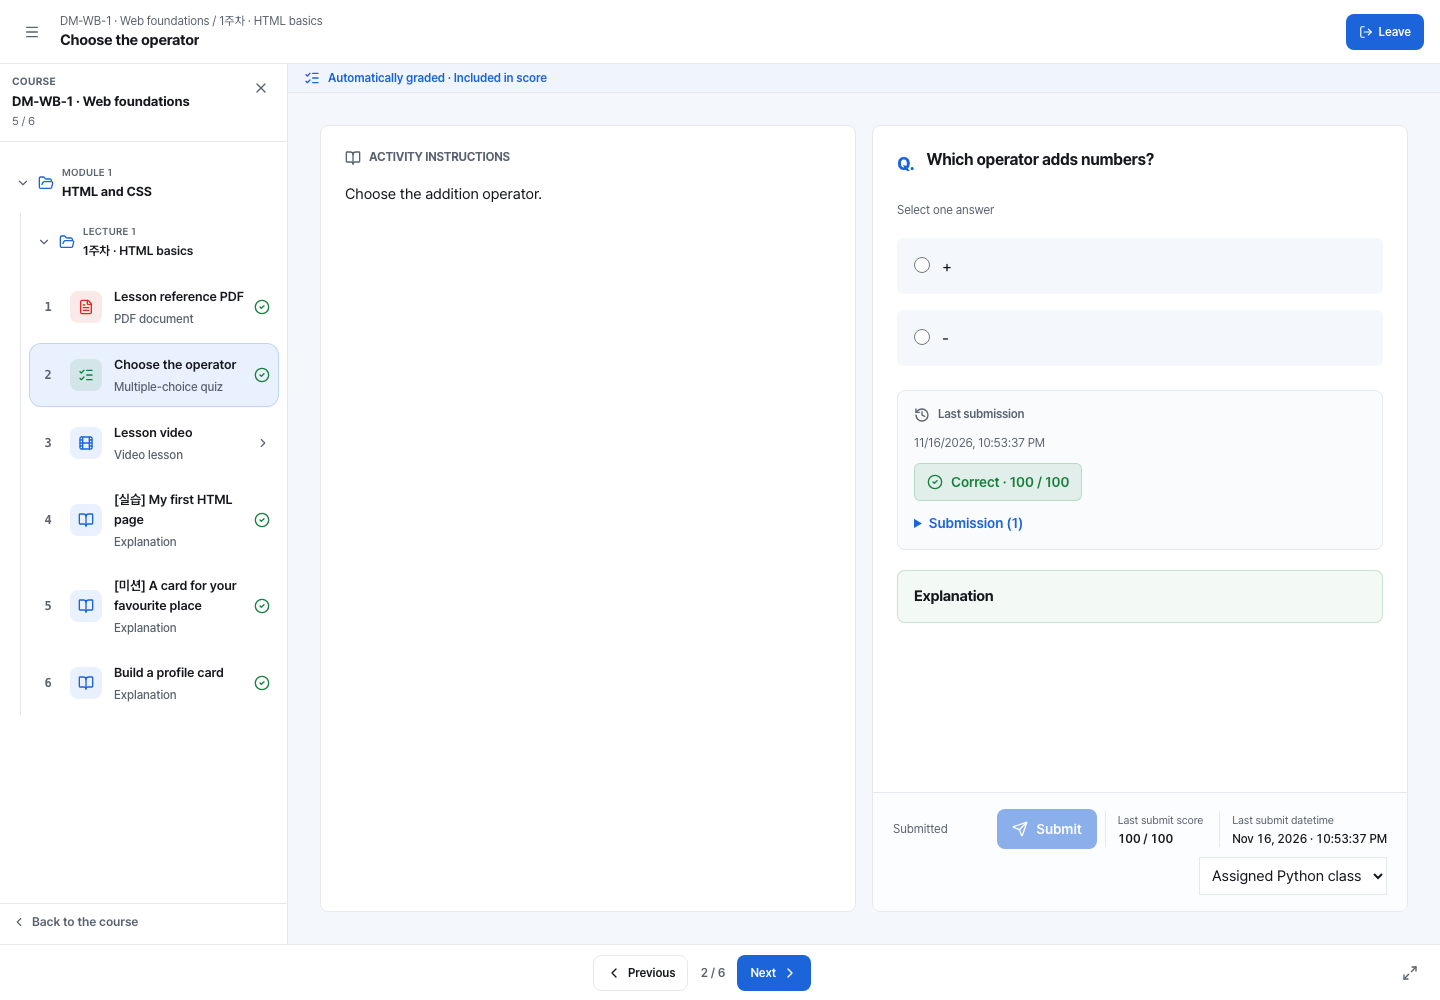 DM-WB-1 · Web foundations / 1주차 · HTML basics
Choose the operator
Leave
COURSE
DM-WB-1 · Web foundations
5 / 6
MODULE 1
HTML and CSS
LECTURE 1
1주차 · HTML basics
1
Lesson reference PDF
PDF document
2
Choose the operator
Multiple-choice quiz
3
Lesson video
Video lesson
4
[실습] My first HTML
page
Explanation
5
[미션] A card for your
favourite place
Explanation
6
Build a profile card
Explanation
Back to the course
Automatically graded · Included in score
ACTIVITY INSTRUCTIONS
Choose the addition operator.
Q. Which operator adds numbers?
Select one answer
+
-
Last submission
11/16/2026, 10:53:37 PM
Correct · 100 / 100
Submission (1)
Explanation
Submitted
Submit
Last submit score
100 / 100
Last submit datetime
Nov 16, 2026 · 10:53:37 PM
Assigned Python class
Previous
2 / 6
Next